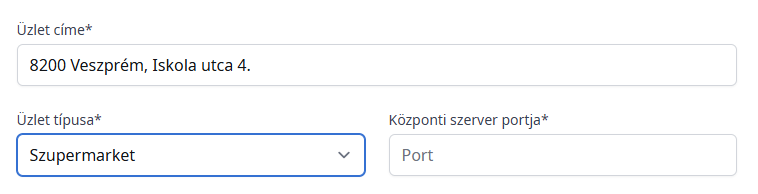 Üzlet címe*
8200 Veszprém, Iskola utca 4.
Üzlet típusa*
Központi szerver portja*
Szupermarket
Port